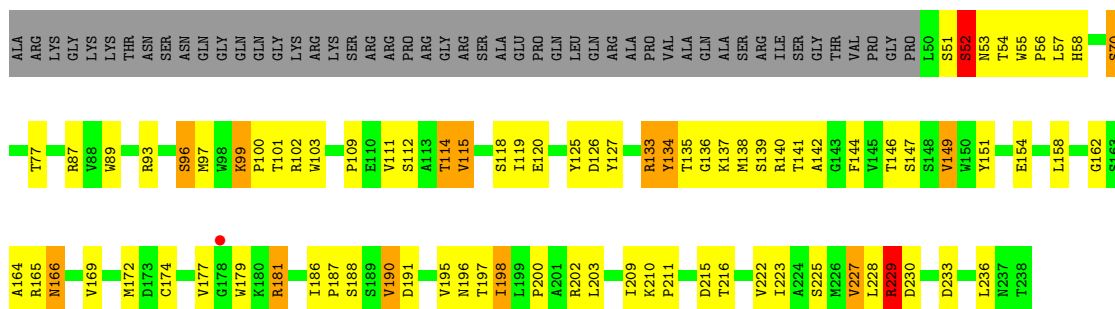 ALA ARG LYS GLY LYS LYS THR ASN SER ASN GLN GLY GLN GLN GLY LYS ARG LYS SER ARG ARG PRO ARG GLY ARG SER ALA GLU PRO GLN LEU GLN ARG ALA PRO VAL ALA GLN ALA SER ARG ILE SER GLY THR VAL PRO GLY PRO L50 S51 S52 N53 T54 W55 P56 L57 H58 S70
T77 R87 V88 W89 R93 S96 M97 W98 K99 P100 T101 R102 W103 P109 E110 V111 S112 A113 T114 V115 S118 I119 E120 Y125 D126 Y127 R133 Y134 T135 G136 K137 M138 S139 R140 T141 A142 G143 F144 V145 T146 S147 S148 V149 W150 Y151 E154 L158 G162 S163
A164 R165 N166 V169 M172 D173 C174 V177 G178 W179 K180 R181 I186 P187 S188 S189 V190 D191 V195 N196 T197 I198 L199 P200 A201 R202 L203 I209 K210 P211 D215 T216 V222 I223 A224 S225 M226 V227 L228 R229 D230 D233 L236 N237 T238